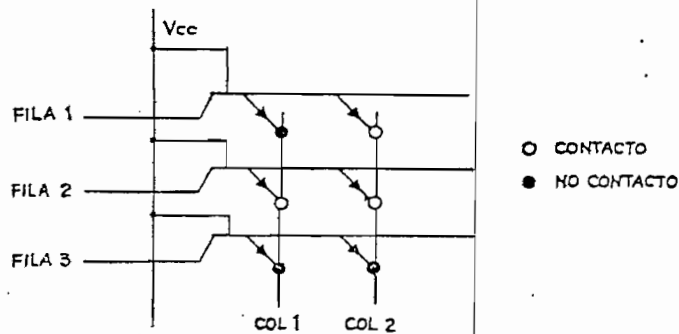 Vcc
FILA 1
FILA 2
FILA 3
CONTACTO
NO CONTACTO
COL 1 COL 2